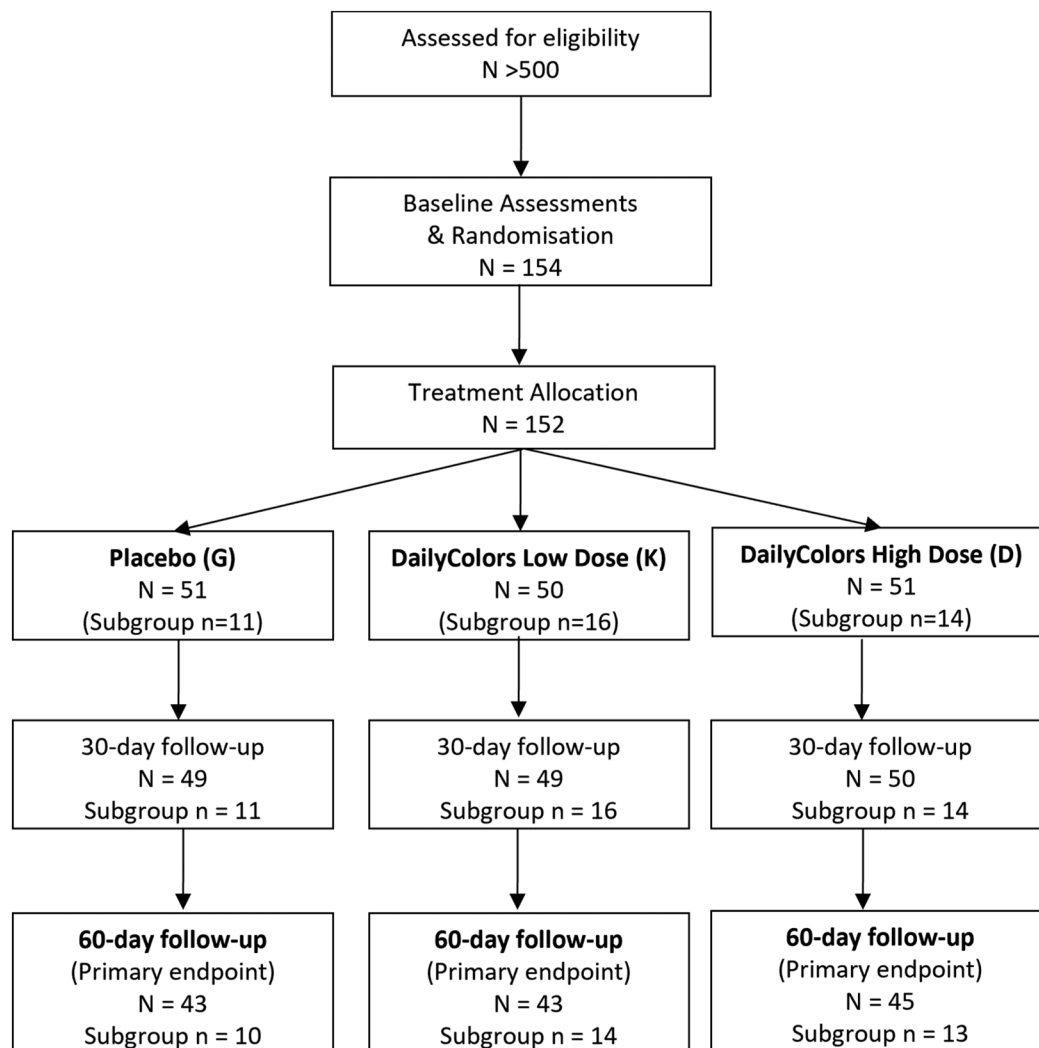 Assessed for eligibility
N >500
Baseline Assessments
& Randomisation
N = 154
Treatment Allocation
N = 152
Placebo (G)
N = 51
(Subgroup n=11)
DailyColors Low Dose (K)
N = 50
(Subgroup n=16)
DailyColors High Dose (D)
N = 51
(Subgroup n=14)
30-day follow-up
N = 49
Subgroup n = 11
30-day follow-up
N = 49
Subgroup n = 16
30-day follow-up
N = 50
Subgroup n = 14
60-day follow-up
(Primary endpoint)
N = 43
Subgroup n = 10
60-day follow-up
(Primary endpoint)
N = 43
Subgroup n = 14
60-day follow-up
(Primary endpoint)
N = 45
Subgroup n = 13